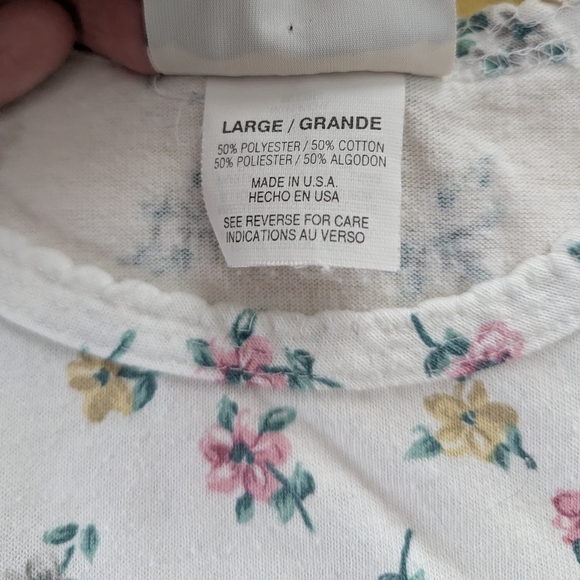 LARGE / GRANDE
50% POLYESTER / 50% COTTON
50% POLIESTER / 50% ALGODON
MADE IN U.S.A.
HECHO EN USA
SEE REVERSE FOR CARE
INDICATIONS AU VERSO